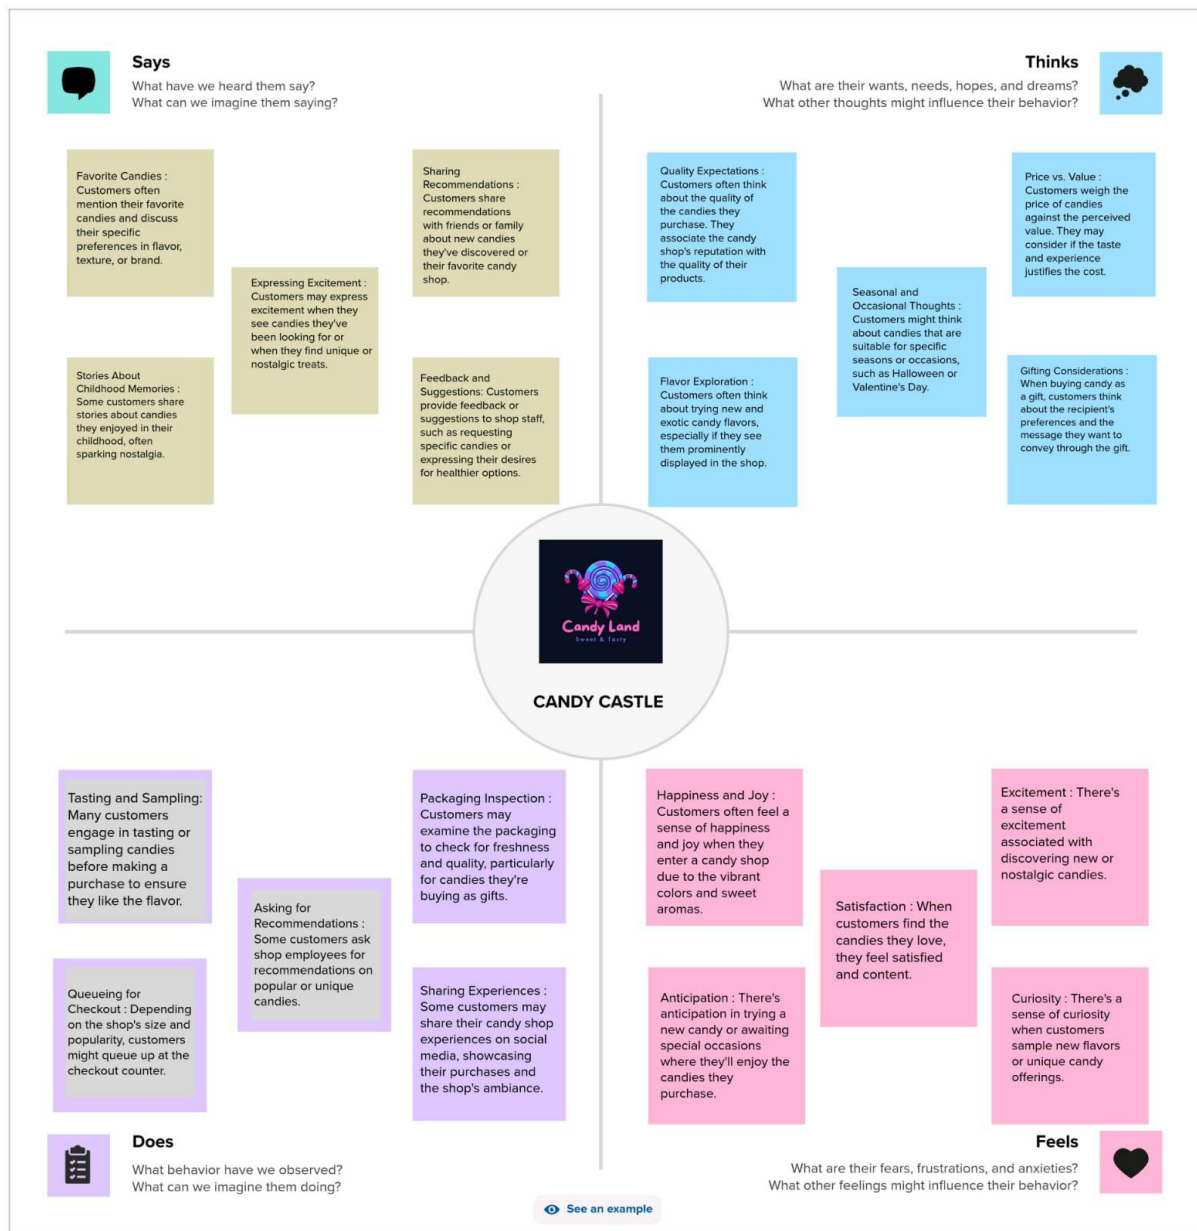 Says
What have we heard them say?
What can we imagine them saying?
Thinks
What are their wants, needs, hopes, and dreams?
What other thoughts might influence their behavior?
Favorite Candies :
Customers often
mention their favorite
candies and discuss
their specific
preferences in flavor,
texture, or brand.
Sharing
Recommendations :
Customers share
recommendations
with friends or family
about new candies
they've discovered or
their favorite candy
shop.
Expressing Excitement :
Customers may express
excitement when they
see candies they've
been looking for or
when they find unique or
nostalgic treats.
Stories About
Childhood Memories :
Some customers share
stories about candies
they enjoyed in their
childhood, often
sparking nostalgia.
Feedback and
Suggestions: Customers
provide feedback or
suggestions to shop staff,
such as requesting
specific candies or
expressing their desires
for healthier options.
Quality Expectations :
Customers often think
about the quality of
the candies they
purchase. They
associate the candy
shop's reputation with
the quality of their
products.
Price vs. Value :
Customers weigh the
price of candies
against the perceived
value. They may
consider if the taste
and experience
justifies the cost.
Seasonal and
Occasional Thoughts :
Customers might think
about candies that are
suitable for specific
seasons or occasions,
such as Halloween or
Valentine's Day.
Flavor Exploration :
Customers often think
about trying new and
exotic candy flavors,
especially if they see
them prominently
displayed in the shop.
Gifting Considerations :
When buying candy as
a gift, customers think
about the recipient's
preferences and the
message they want to
convey through the gift.
Candy Land
Sweet & Tasty
CANDY CASTLE
Tasting and Sampling:
Many customers
engage in tasting or
sampling candies
before making a
purchase to ensure
they like the flavor.
Packaging Inspection :
Customers may
examine the packaging
to check for freshness
and quality, particularly
for candies they're
buying as gifts.
Asking for
Recommendations :
Some customers ask
shop employees for
recommendations on
popular or unique
candies.
Queueing for
Checkout : Depending
on the shop's size and
popularity, customers
might queue up at the
checkout counter.
Sharing Experiences :
Some customers may
share their candy shop
experiences on social
media, showcasing
their purchases and
the shop's ambiance.
Happiness and Joy :
Customers often feel a
sense of happiness
and joy when they
enter a candy shop
due to the vibrant
colors and sweet
aromas.
Excitement : There's
a sense of
excitement
associated with
discovering new or
nostalgic candies.
Satisfaction : When
customers find the
candies they love,
they feel satisfied
and content.
Anticipation : There's
anticipation in trying a
new candy or awaiting
special occasions
where they'll enjoy the
candies they
purchase.
Curiosity : There's a
sense of curiosity
when customers
sample new flavors
or unique candy
offerings.
Does
What behavior have we observed?
What can we imagine them doing?
Feels
What are their fears, frustrations, and anxieties?
What other feelings might influence their behavior?
See an example